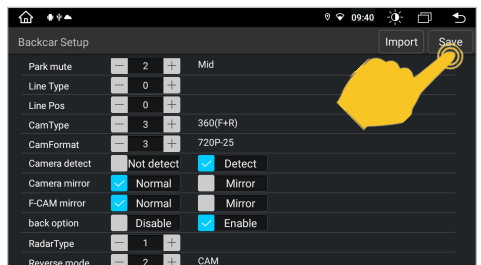 09:40
Backcar Setup Import Save
Park mute — 2 + Mid
Line Type — 0 +
Line Pos — 0 +
CamType — 3 + 360(F+R)
CamFormat — 3 + 720P-25
Camera detect Not detect Detect
Camera mirror Normal Mirror
F-CAM mirror Normal Mirror
back option Disable Enable
RadarType — 1 +
Reverse mode — 2 + CAM